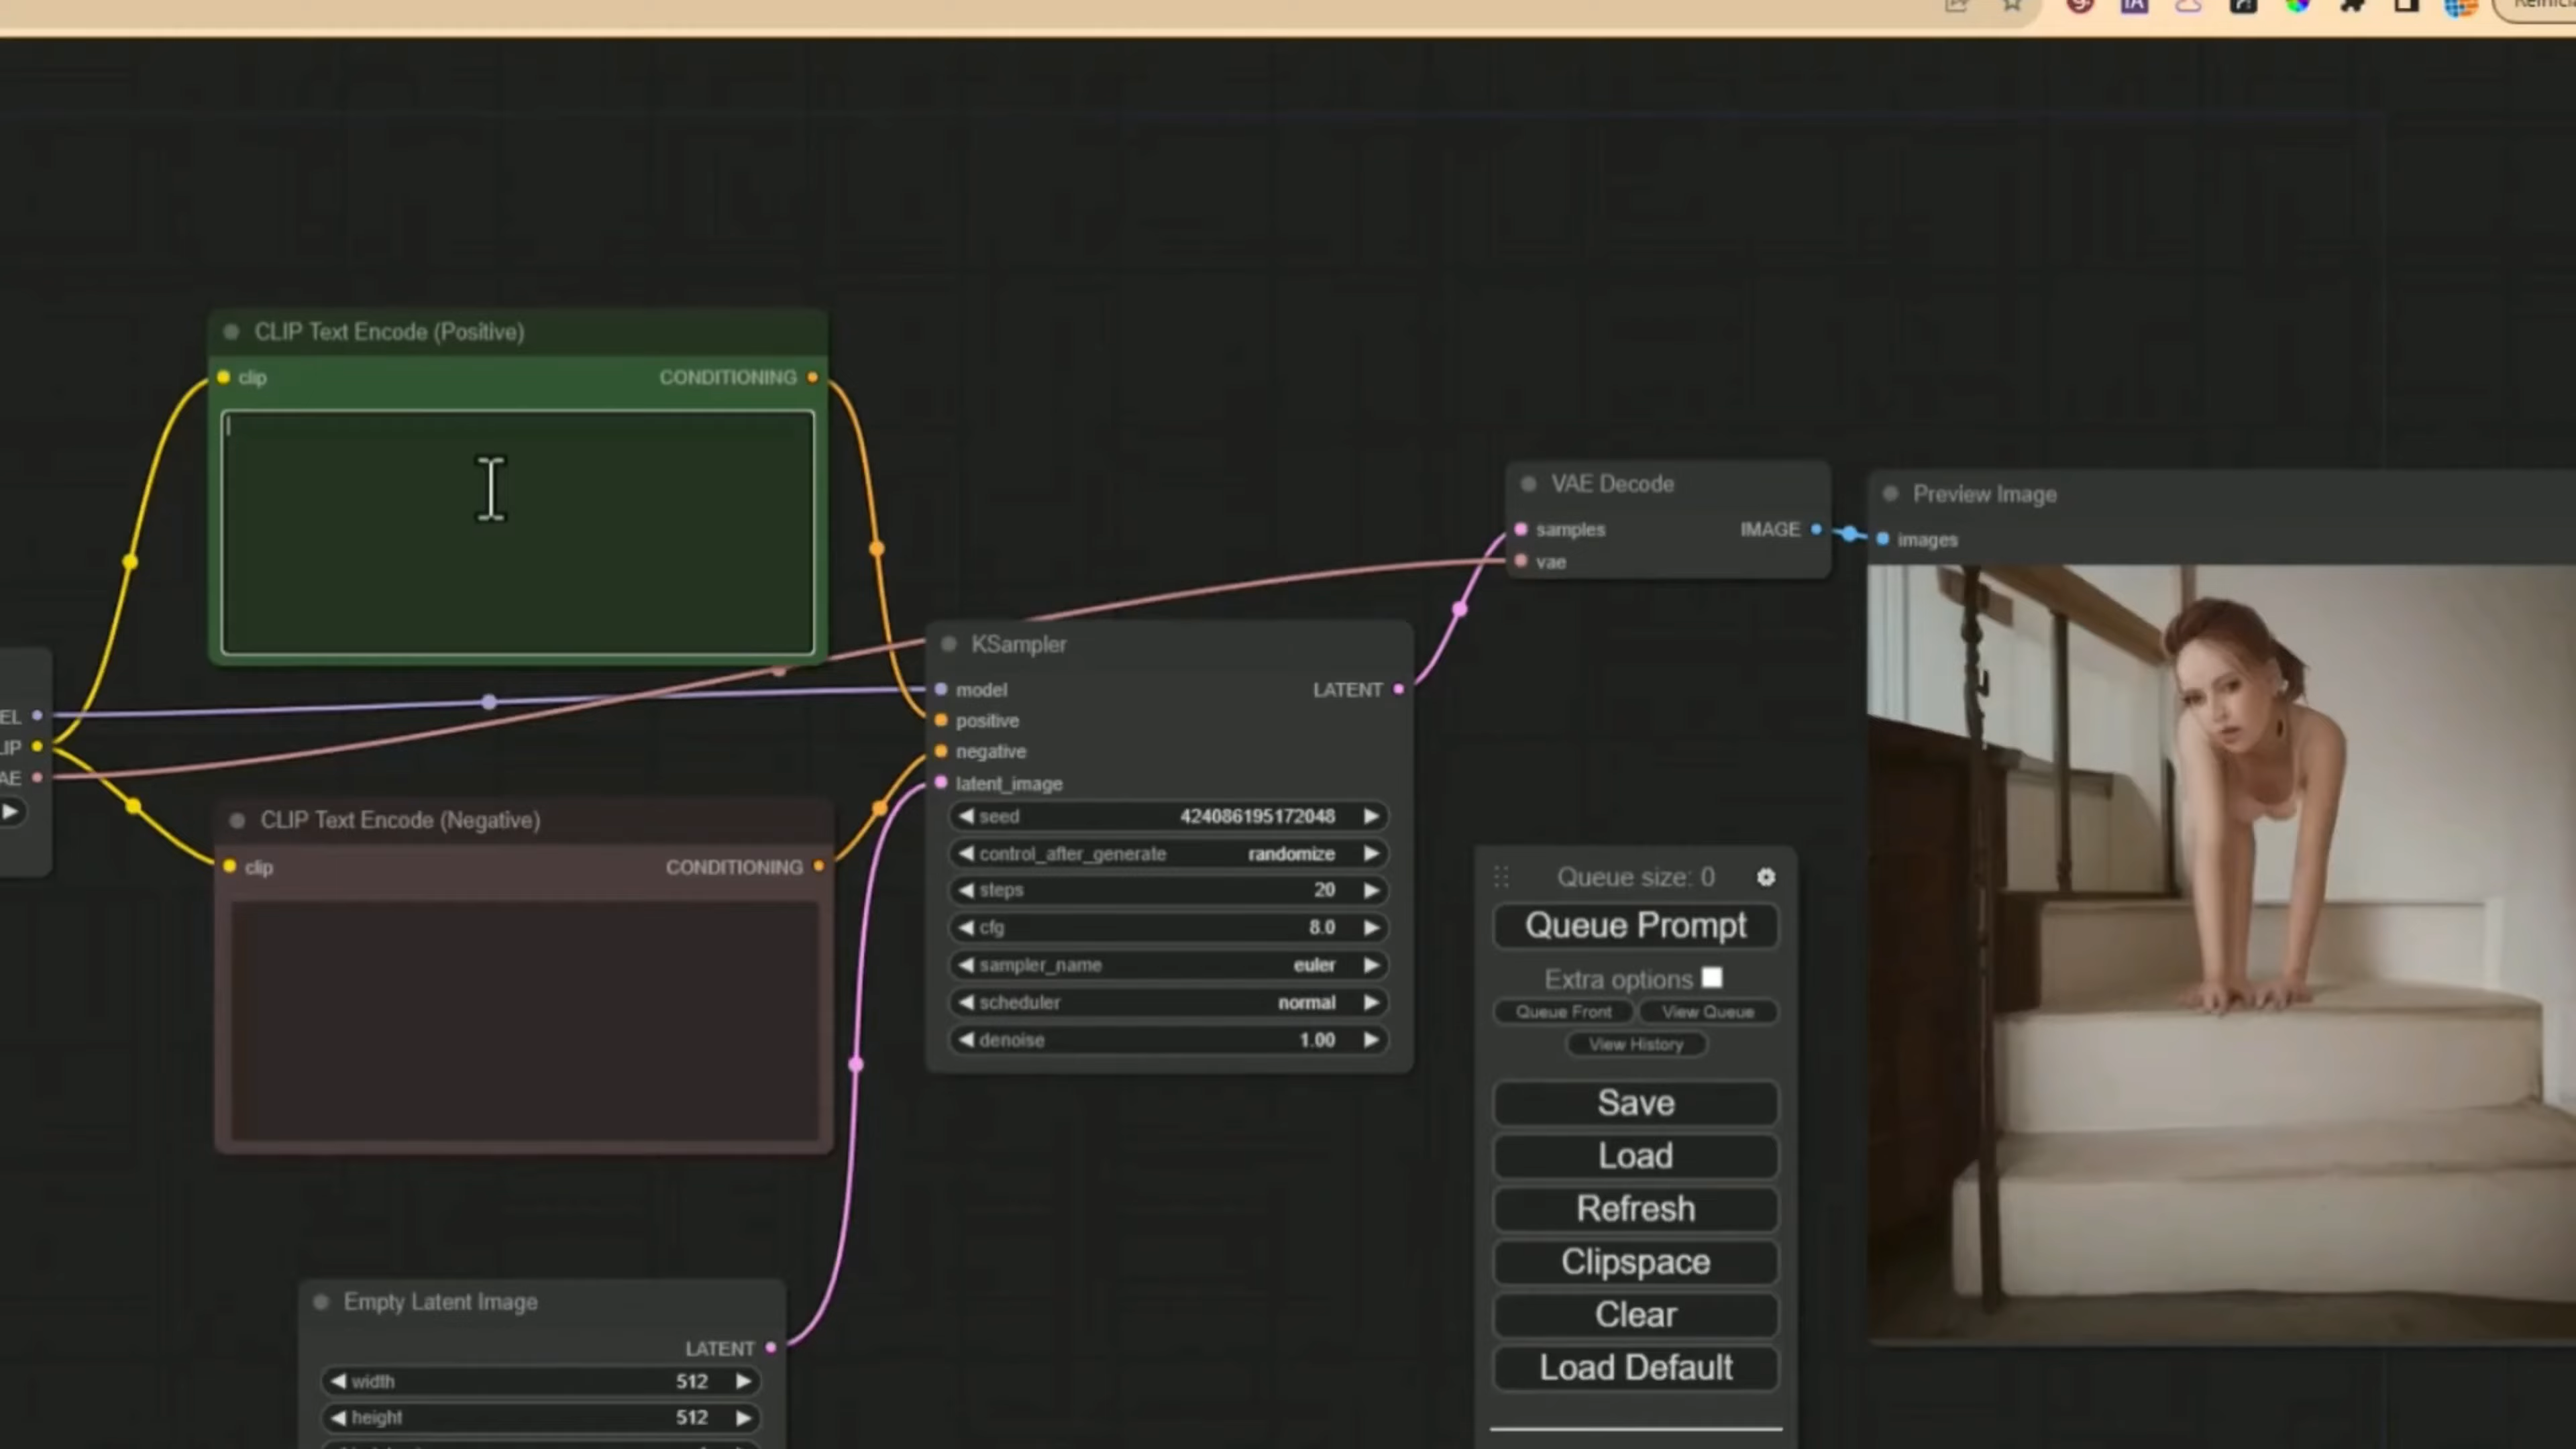 CLIP Text Encode (Positive)
clip CONDITIONING
VAE Decode
samples IMAGE
vae
Preview Image
images
KSampler
model LATENT
positive
negative
latent_image
seed 424086195172048
control_after_generate randomize
steps 20
cfg 8.0
sampler_name euler
scheduler normal
denoise 1.00
EL
LIP
AE
CLIP Text Encode (Negative)
clip CONDITIONING
Queue size: 0
Queue Prompt
Extra options
Queue Front View Queue
View History
Save
Load
Refresh
Clipspace
Clear
Load Default
Empty Latent Image
LATENT
width 512
height 512